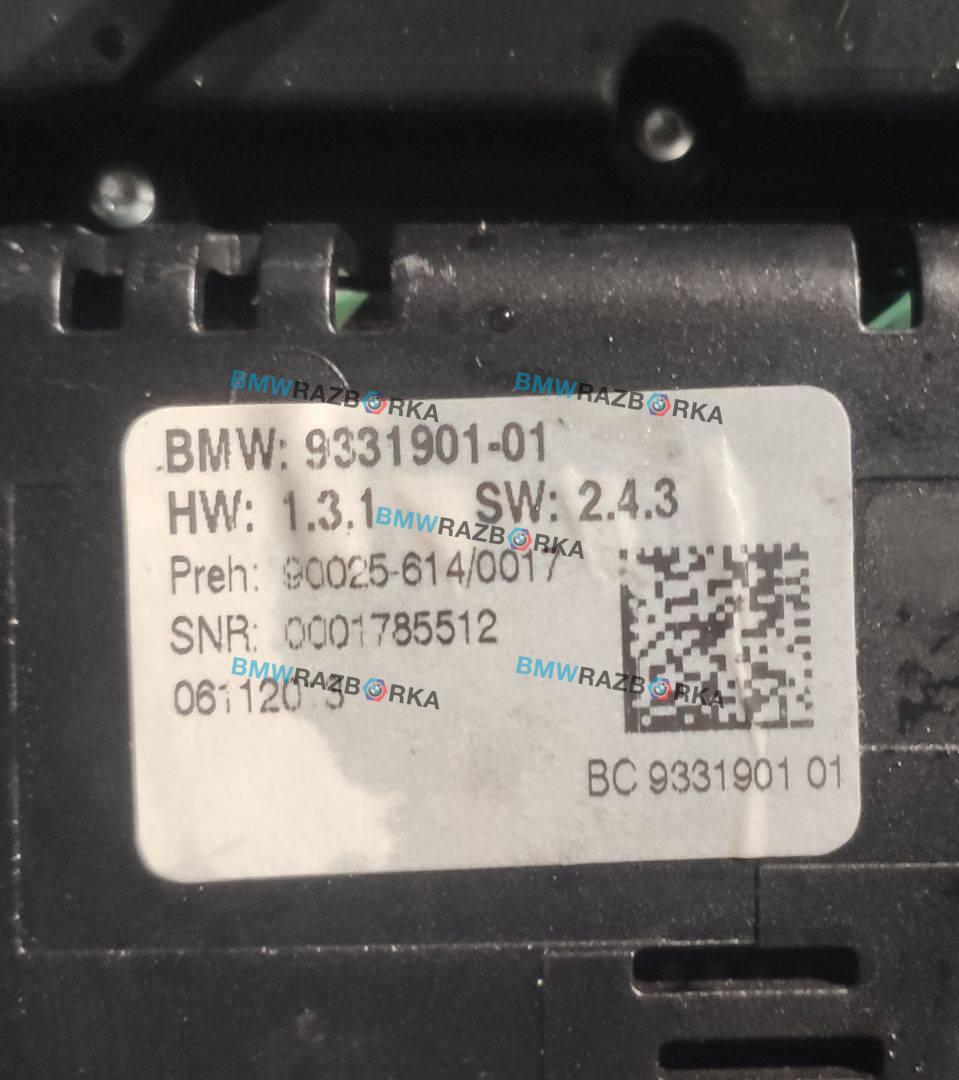 BMWRAZBORKA
BMWRAZBORKA
BMW: 9331901-01
HW: 1.3.1 SW: 2.4.3
BMWRAZBORKA
Preh: 90025-614/0017
SNR: 0001785512
BMWRAZBORKA
BMWRAZBORKA
BC 9331901 01